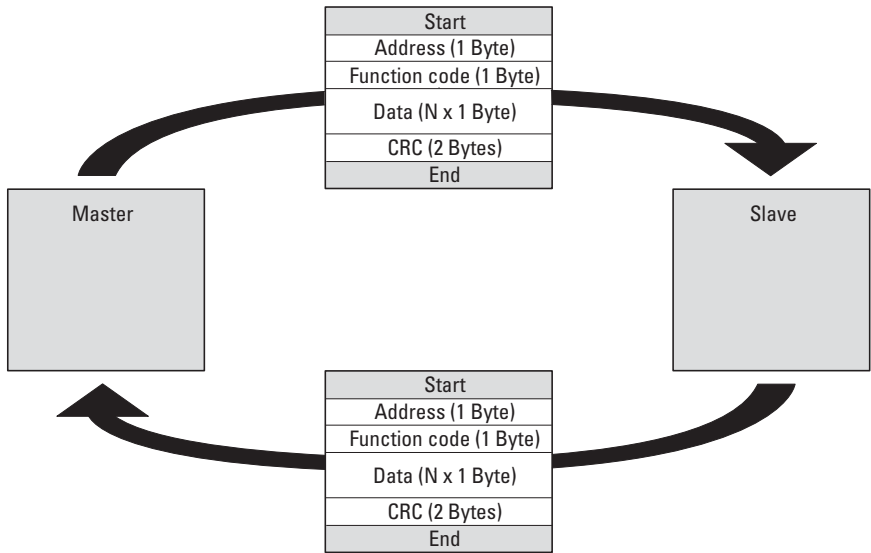 Start
Address (1 Byte)
Function code (1 Byte)
Data (N x 1 Byte)
CRC (2 Bytes)
End
Master
Slave
Start
Address (1 Byte)
Function code (1 Byte)
Data (N x 1 Byte)
CRC (2 Bytes)
End